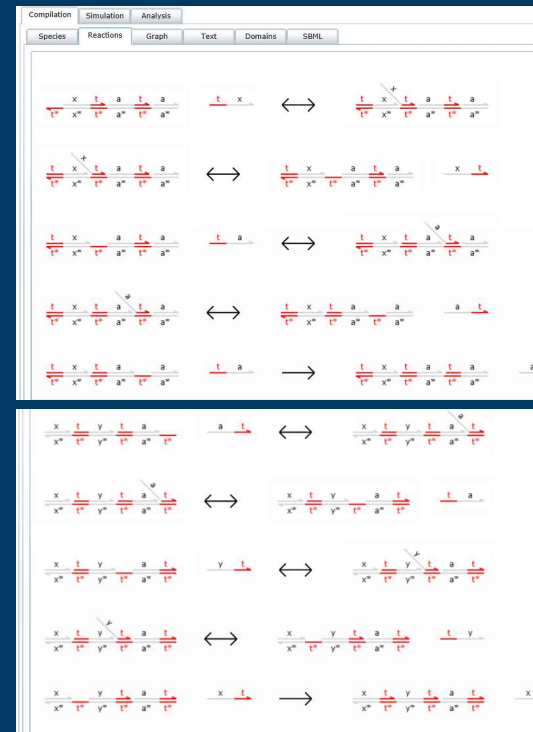 Compilation Simulation Analysis
Species Reactions Graph Text Domains SBML
x
x t a t a t x t x t a t a
t* x* t* a* t* a* t* x* t* a* t* a*
x
t x t a t a t x a t a x t
t* x* t* a* t* a* t* x* t* a* t* a*
a
t x a t a t a t x t a t a
t* x* t* a* t* a* t* x* t* a* t* a*
a
t x t a t a t x t a a a t
t* x* t* a* t* a* t* x* t* a* t* a*
t x t a a t a t x t a t a a
t* x* t* a* t* a* t* x* t* a* t* a*
a
x t y t a a t x t y t a t
x* t* y* t* a* t* x* t* y* t* a* t*
a
x t y t a t x t y a t t a
x* t* y* t* a* t* x* t* y* t* a* t*
y
x t y a t y t x t y t a t
x* t* y* t* a* t* x* t* y* t* a* t*
y
x t y t a t x y t a t t y
x* t* y* t* a* t* x* t* y* t* a* t*
x y t a t x t x t y t a t x
x* t* y* t* a* t* x* t* y* t* a* t*